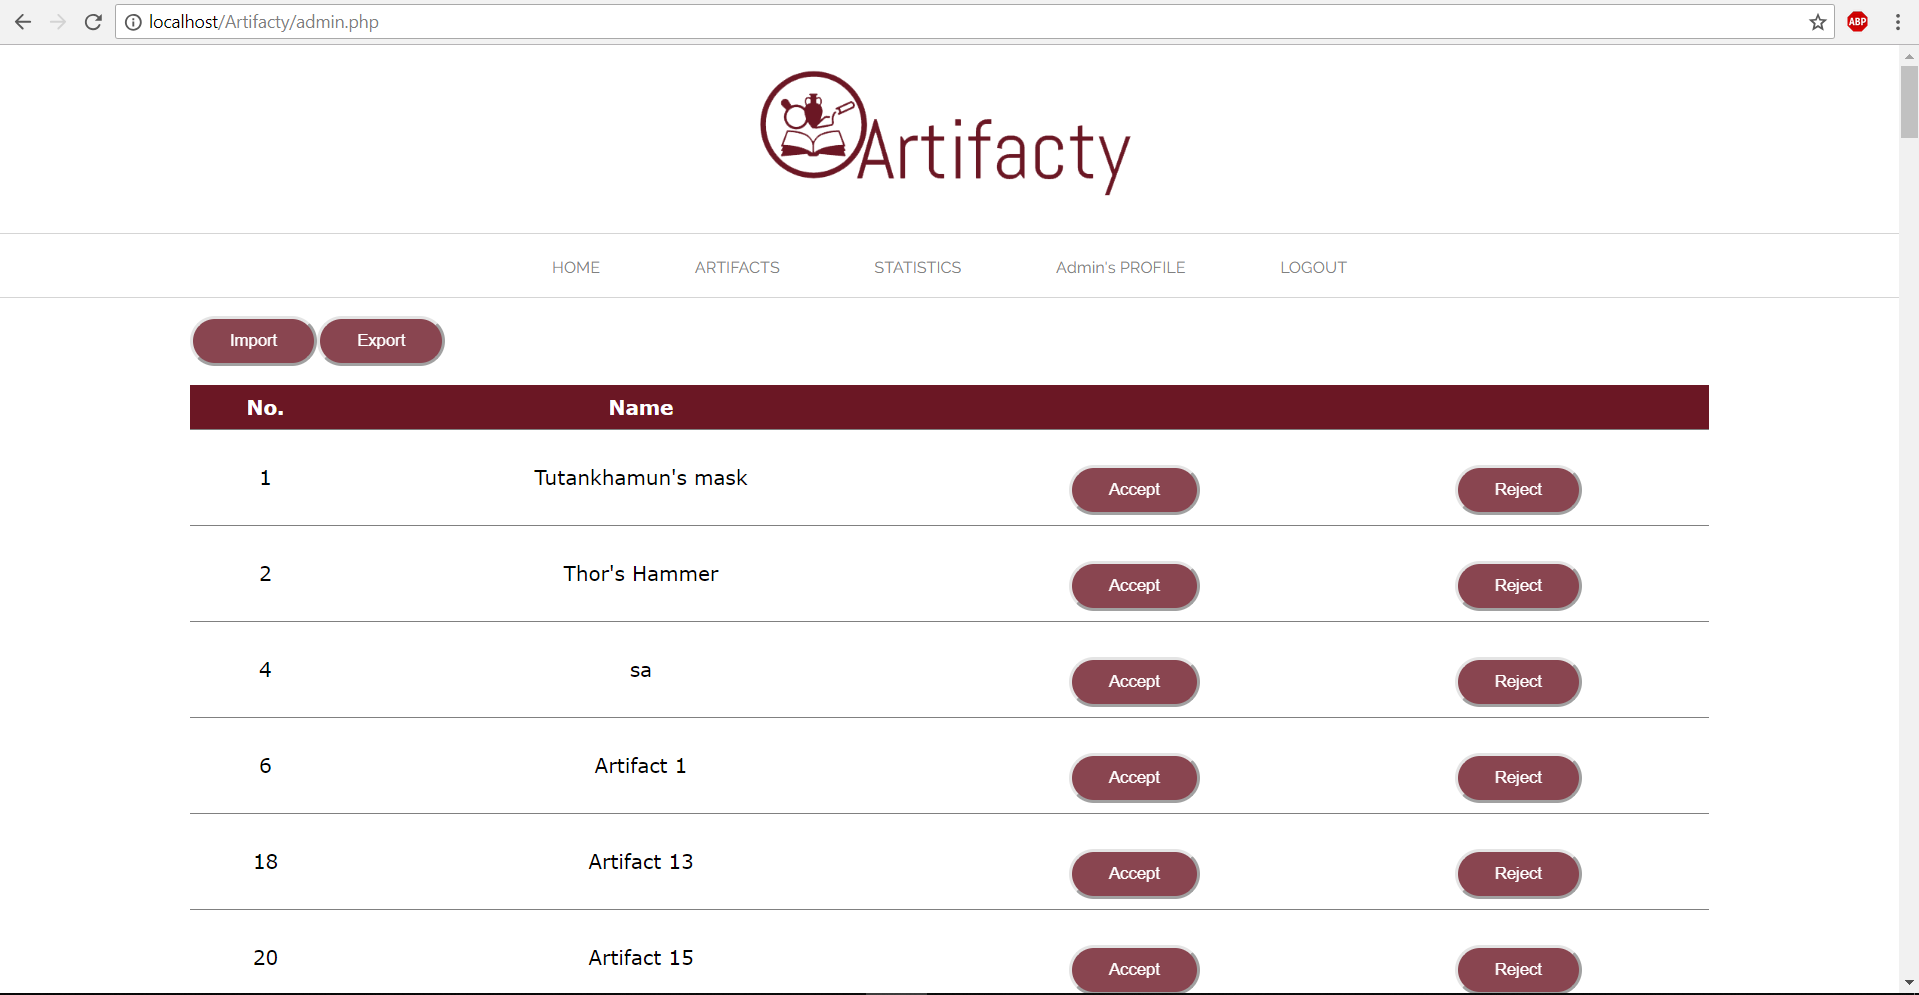 localhost/Artifacty/admin.php
ABP
Artifacty
HOME ARTIFACTS STATISTICS Admin's PROFILE LOGOUT
Import Export
No. Name
1 Tutankhamun's mask Accept Reject
2 Thor's Hammer Accept Reject
4 sa Accept Reject
6 Artifact 1 Accept Reject
18 Artifact 13 Accept Reject
20 Artifact 15 Accept Reject